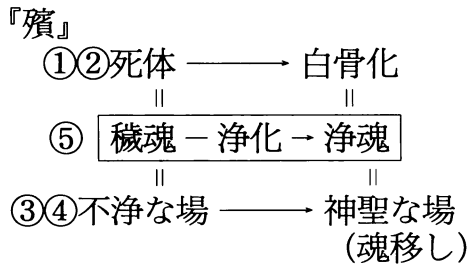 『殯』
①②死体 ⟶ 白骨化
॥ ॥
⑤ 穢魂 − 浄化 → 浄魂
॥ ॥
③④不浄な場 ⟶ 神聖な場
(魂移し)